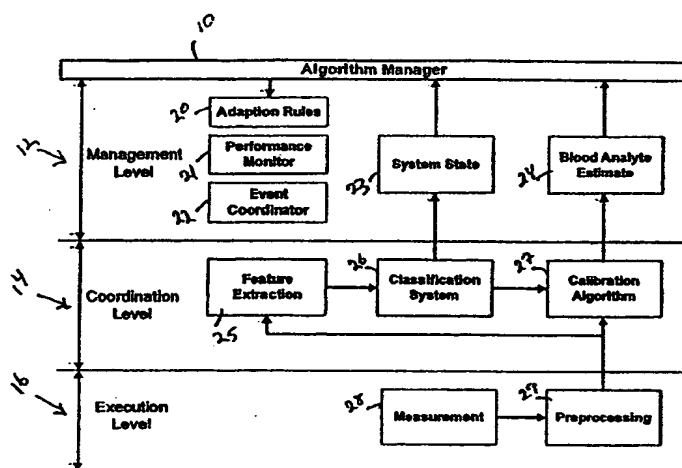 10
Algorithm Manager
20
Adaption Rules
12
Management
Level
21
Performance
Monitor
22
Event
Coordinator
23
System State
24
Blood Analyte
Estimate
14
Coordination
Level
25
Feature
Extraction
26
Classification
System
27
Calibration
Algorithm
16
Execution
Level
28
Measurement
Preprocessing